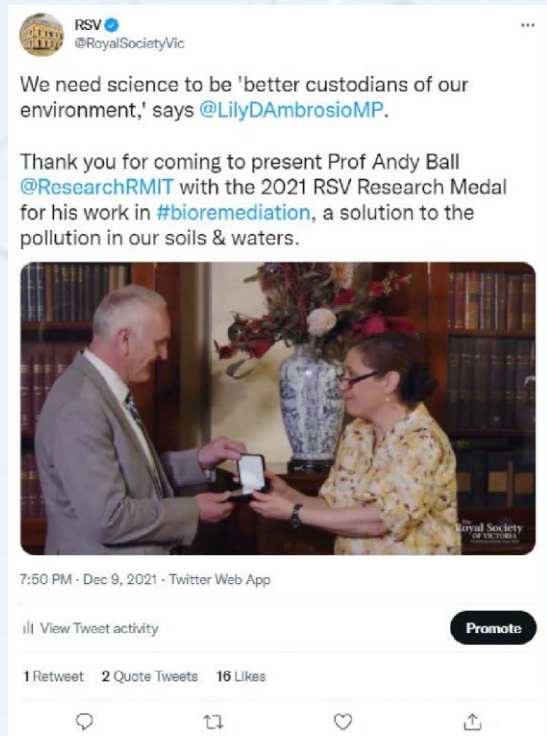 RSV
@RoyalSocietyVic
We need science to be 'better custodians of our
environment,' says @LilyDAmbrosioMP.
Thank you for coming to present Prof Andy Ball
@ResearchRMIT with the 2021 RSV Research Medal
for his work in #bioremediation, a solution to the
pollution in our soils & waters.
The
Royal Society
OF VICTORIA
7:50 PM · Dec 9, 2021 · Twitter Web App
View Tweet activity
Promote
1 Retweet 2 Quote Tweets 16 Likes